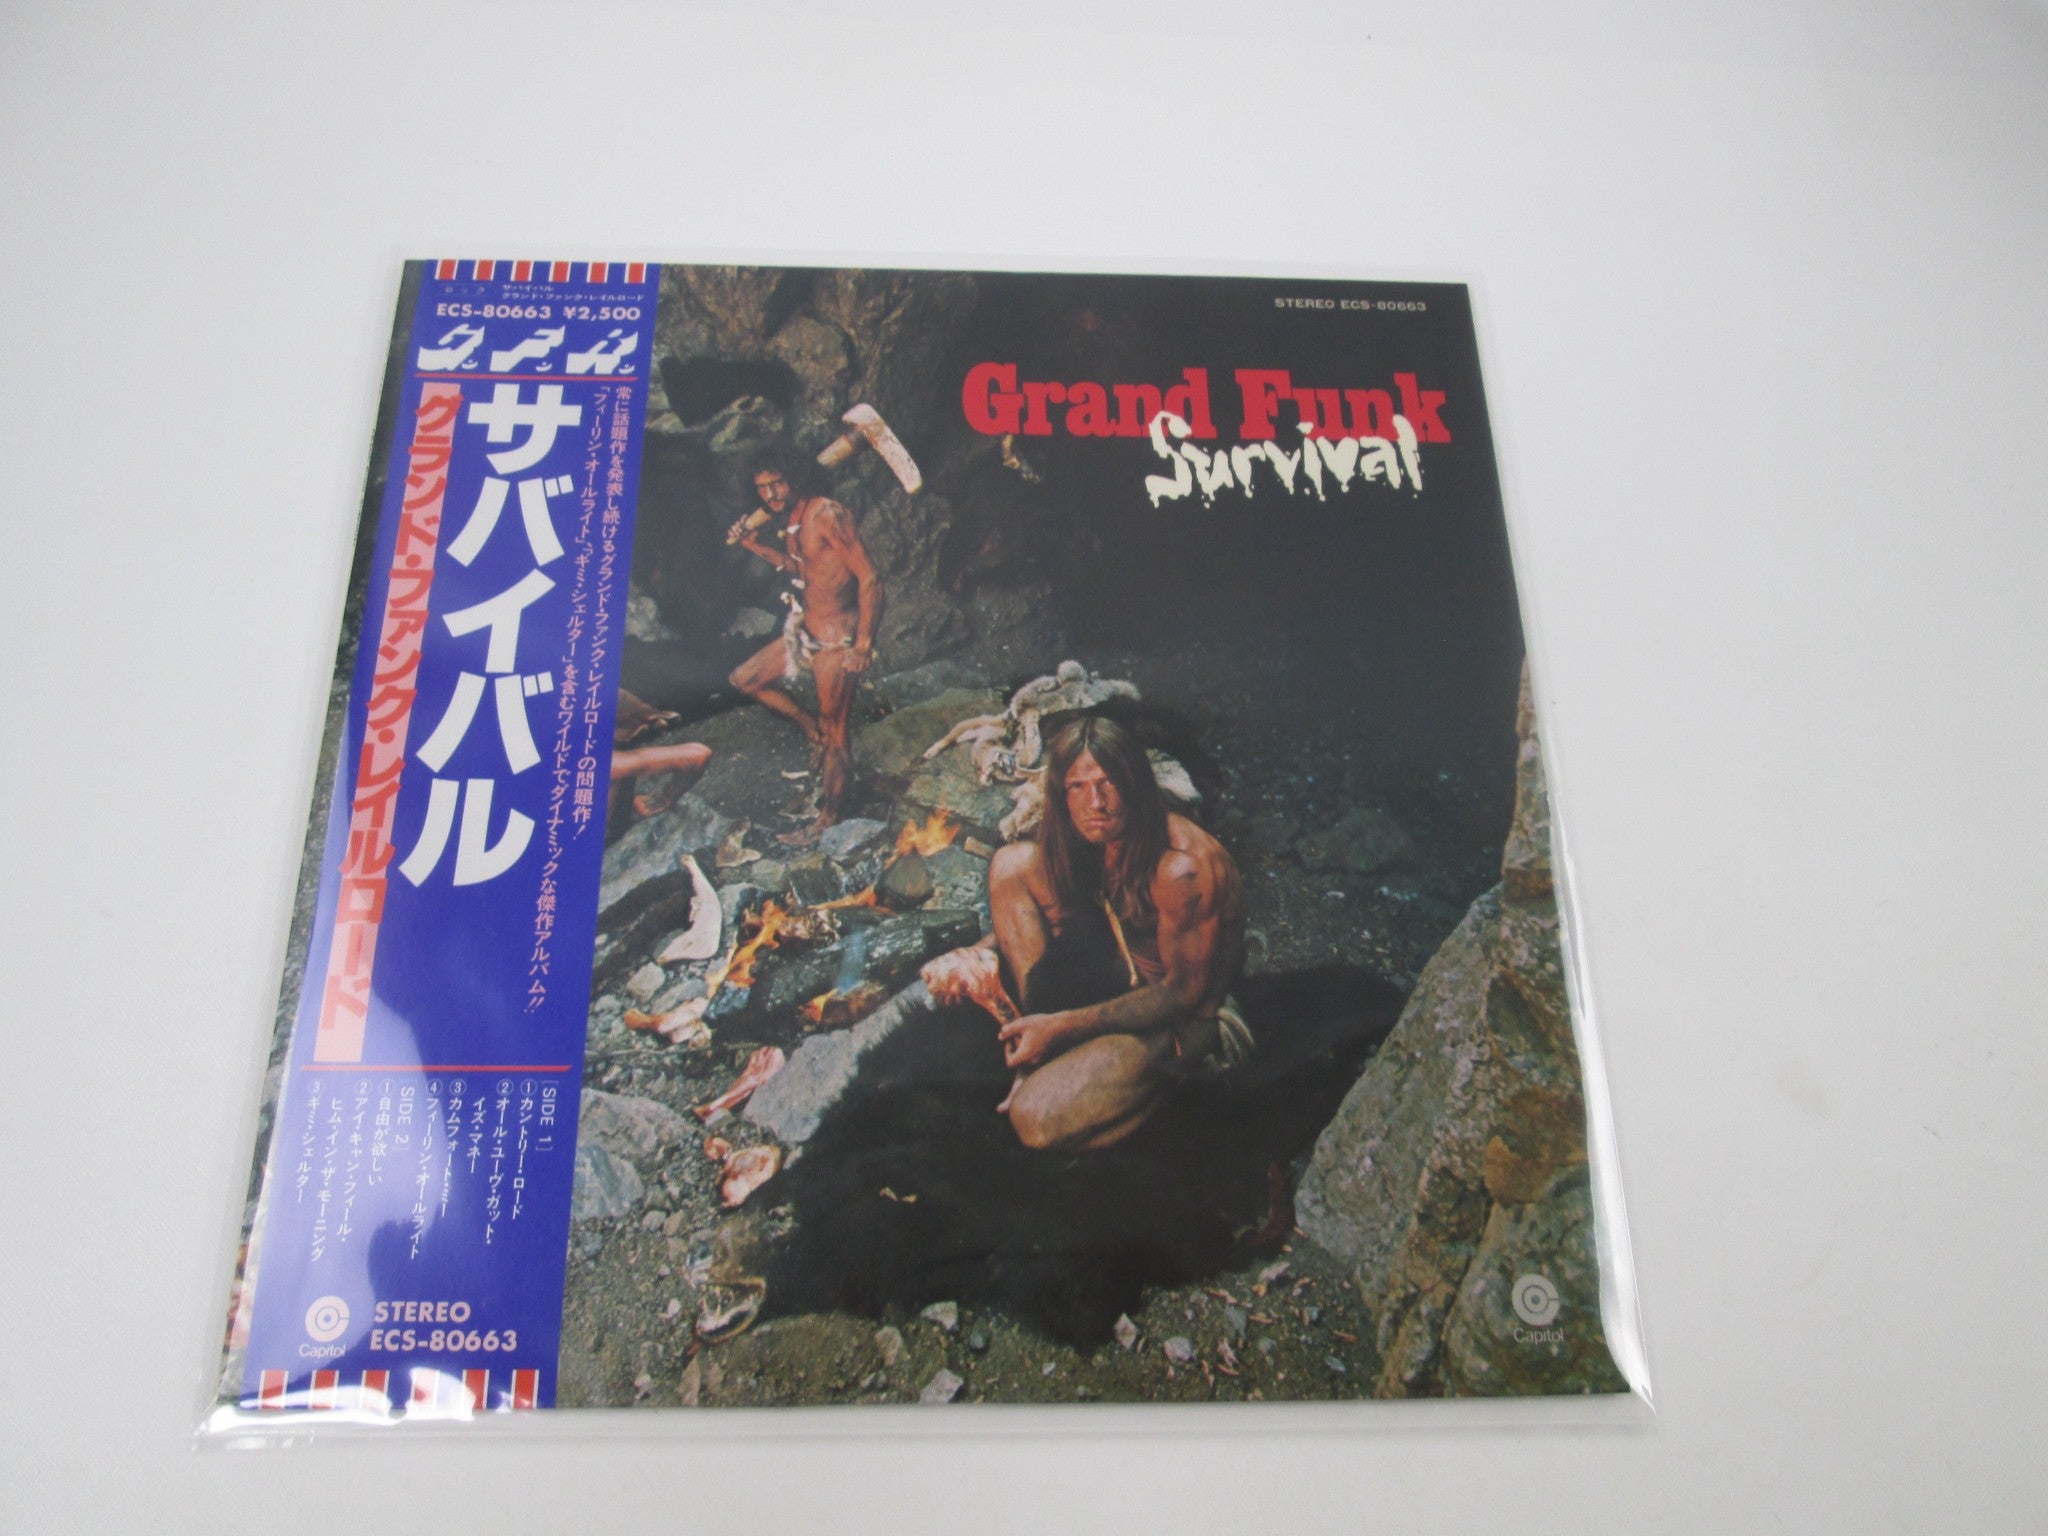 ロック
サバイバル
グランド・ファンク・レイルロード
ECS-80663 ¥2,500
G.F.R.
サバイバル
グランド・ファンク・レイルロード
常に話題作を発表し続けるグランド・ファンク・レイルロードの問題作!
「フィーリン・オールライト」、「ギミ・シェルター」を含むワイルドでダイナミックな傑作アルバム!!
[SIDE 1]
①カントリー・ロード
②オール・ユーヴ・ガット・
イズ・マネー
③カムフォート・ミー
④フィーリン・オールライト
[SIDE 2]
①自由が欲しい
②アイ・キャン・フィール・
ヒム・イン・ザ・モーニング
③ギミ・シェルター
Capitol
STEREO
ECS-80663
STEREO ECS-80663
Grand Funk
Survival
Capitol